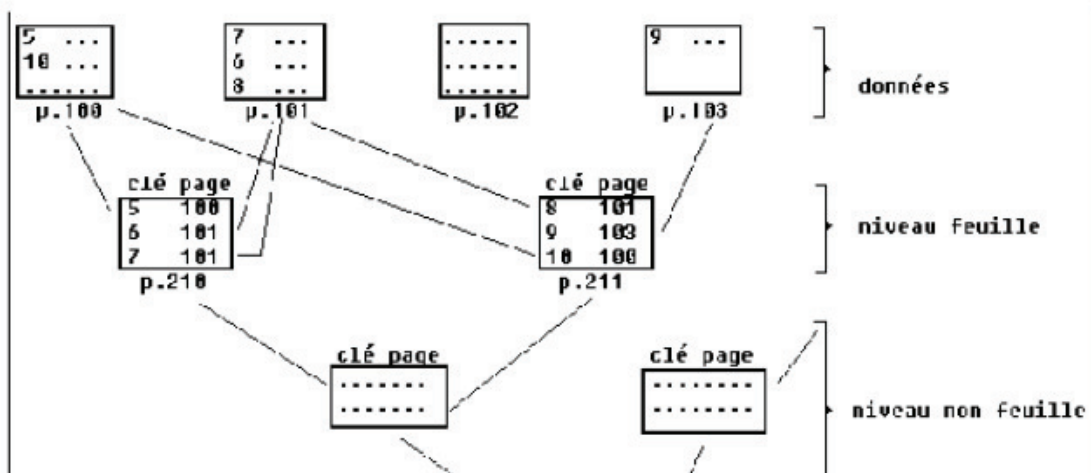 5 ...
10 ...
......
p.100
7 ...
6 ...
8 ...
p.101
......
......
......
p.102
9 ...
p.103
données
clé page
5 100
6 101
7 101
p.210
clé page
8 101
9 103
10 100
p.211
niveau feuille
clé page
.......
.......
clé page
........
........
niveau non feuille